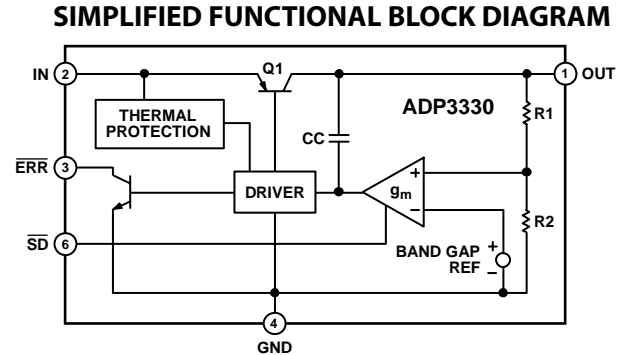 SIMPLIFIED FUNCTIONAL BLOCK DIAGRAM
IN 2
Q1
1 OUT
THERMAL
PROTECTION
ADP3330
R1
CC
ERR 3
DRIVER
gm
+
–
R2
SD 6
BAND GAP
REF
+
–
4
GND